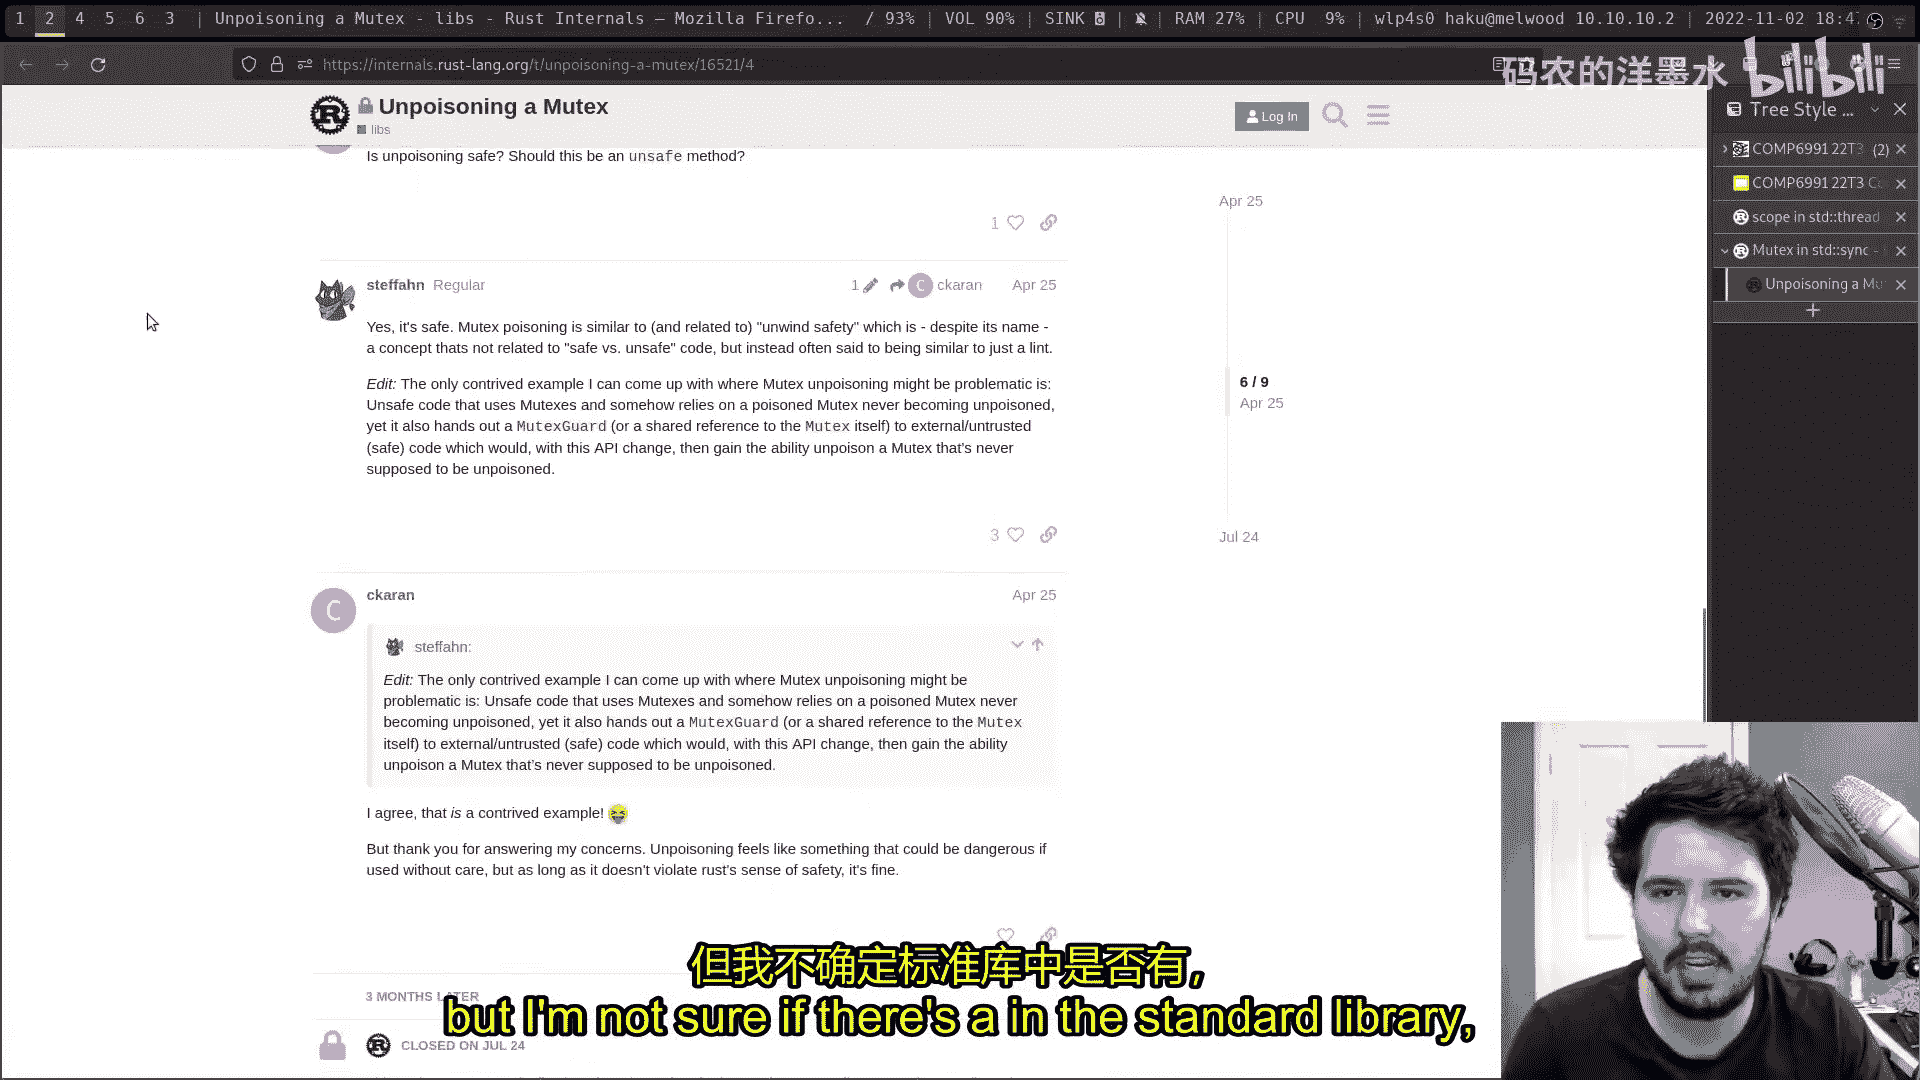 1 2 4 5 6 3 | Unpoisoning a Mutex - libs - Rust Internals — Mozilla Firefo... / 93% | VOL 90% | SINK | RAM 27% | CPU 9% | wlp4s0 haku@melwood 10.10.10.2 | 2022-11-02 18:4
https://internals.rust-lang.org/t/unpoisoning-a-mutex/16521/4
码农的洋墨水 bilibili
Unpoisoning a Mutex
libs
Log In
Tree Style ...
COMP6991 22T3 (2)
COMP6991 22T3 C
scope in std::thread
Mutex in std::sync -
Unpoisoning a Mu
Is unpoisoning safe? Should this be an unsafe method?
1
Apr 25
steffahn Regular 1 C ckaran Apr 25
Yes, it's safe. Mutex poisoning is similar to (and related to) "unwind safety" which is - despite its name -
a concept thats not related to "safe vs. unsafe" code, but instead often said to being similar to just a lint.
Edit: The only contrived example I can come up with where Mutex unpoisoning might be problematic is:
Unsafe code that uses Mutexes and somehow relies on a poisoned Mutex never becoming unpoisoned,
yet it also hands out a MutexGuard (or a shared reference to the Mutex itself) to external/untrusted
(safe) code which would, with this API change, then gain the ability unpoison a Mutex that's never
supposed to be unpoisoned.
6 / 9
Apr 25
3
Jul 24
C
ckaran Apr 25
steffahn:
Edit: The only contrived example I can come up with where Mutex unpoisoning might be
problematic is: Unsafe code that uses Mutexes and somehow relies on a poisoned Mutex never
becoming unpoisoned, yet it also hands out a MutexGuard (or a shared reference to the Mutex
itself) to external/untrusted (safe) code which would, with this API change, then gain the ability
unpoison a Mutex that's never supposed to be unpoisoned.
I agree, that is a contrived example!
But thank you for answering my concerns. Unpoisoning feels like something that could be dangerous if
used without care, but as long as it doesn't violate rust's sense of safety, it's fine.
但我不确定标准库中是否有，
3 MONTHS LATER
but I'm not sure if there's a in the standard library,
CLOSED ON JUL 24